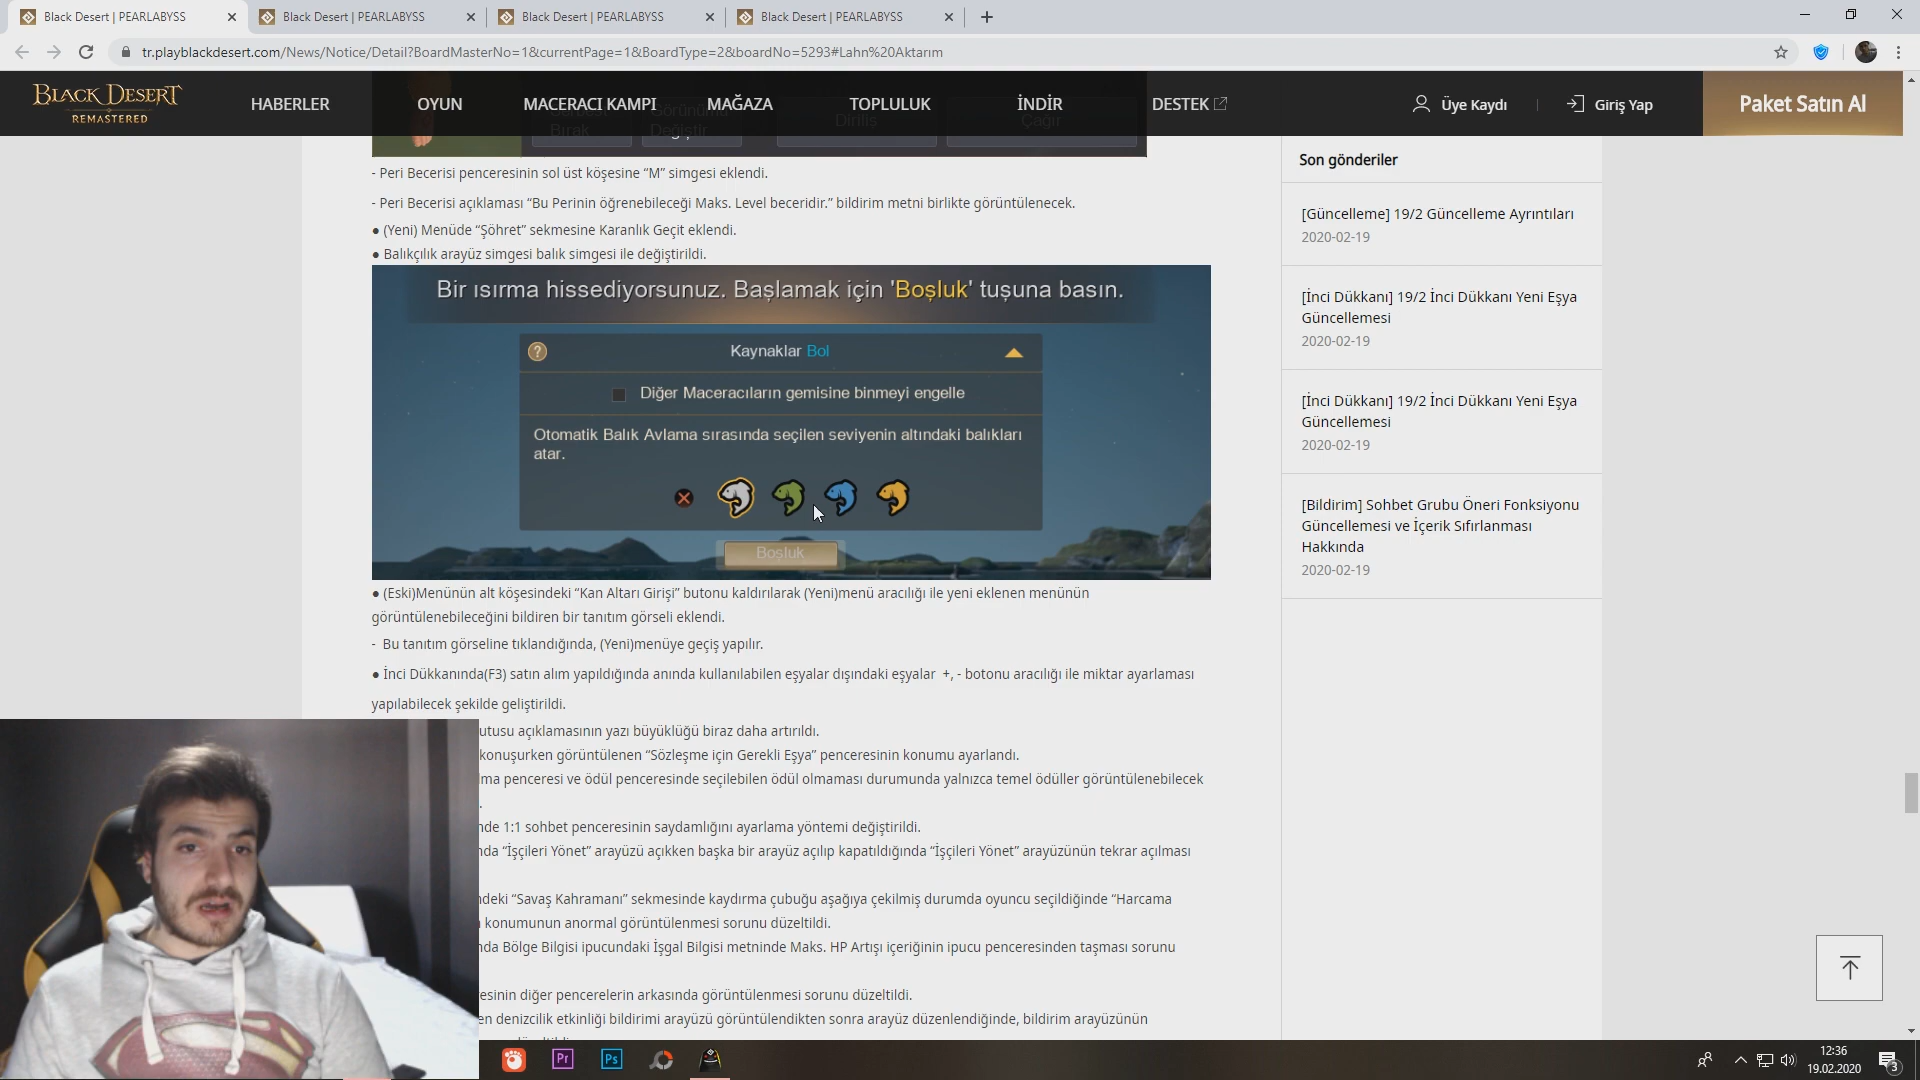 Black Desert | PEARLABYSS
Black Desert | PEARLABYSS
Black Desert | PEARLABYSS
Black Desert | PEARLABYSS
tr.playblackdesert.com/News/Notice/Detail?BoardMasterNo=1&currentPage=1&BoardType=2&boardNo=5293#Lahn%20Aktarım
BLACK DESERT
REMASTERED
HABERLER
OYUN
MACERACI KAMPI
MAĞAZA
TOPLULUK
İNDİR
DESTEK
Üye Kaydı
Giriş Yap
Paket Satın Al
Bırak
Görünümü
Değiştir
Diriliş
Çağır
- Peri Becerisi penceresinin sol üst köşesine “M” simgesi eklendi.
- Peri Becerisi açıklaması “Bu Perinin öğrenebileceği Maks. Level beceridir.” bildirim metni birlikte görüntülenecek.
● (Yeni) Menüde “Şöhret” sekmesine Karanlık Geçit eklendi.
● Balıkçılık arayüz simgesi balık simgesi ile değiştirildi.
Bir ısırma hissediyorsunuz. Başlamak için 'Boşluk' tuşuna basın.
? Kaynaklar Bol
Diğer Maceracıların gemisine binmeyi engelle
Otomatik Balık Avlama sırasında seçilen seviyenin altındaki balıkları
atar.
Boşluk
● (Eski)Menünün alt köşesindeki “Kan Altarı Girişi” butonu kaldırılarak (Yeni)menü aracılığı ile yeni eklenen menünün
görüntülenebileceğini bildiren bir tanıtım görseli eklendi.
- Bu tanıtım görseline tıklandığında, (Yeni)menüye geçiş yapılır.
● İnci Dükkanında(F3) satın alım yapıldığında anında kullanılabilen eşyalar dışındaki eşyalar +, - botonu aracılığı ile miktar ayarlaması
yapılabilecek şekilde geliştirildi.
utusu açıklamasının yazı büyüklüğü biraz daha artırıldı.
konuşurken görüntülenen “Sözleşme için Gerekli Eşya” penceresinin konumu ayarlandı.
ma penceresi ve ödül penceresinde seçilebilen ödül olmaması durumunda yalnızca temel ödüller görüntülenebilecek
.
nde 1:1 sohbet penceresinin saydamlığını ayarlama yöntemi değiştirildi.
nda “İşçileri Yönet” arayüzü açıkken başka bir arayüz açılıp kapatıldığında “İşçileri Yönet” arayüzünün tekrar açılması
ndeki “Savaş Kahramanı” sekmesinde kaydırma çubuğu aşağıya çekilmiş durumda oyuncu seçildiğinde “Harcama
konumunun anormal görüntülenmesi sorunu düzeltildi.
nda Bölge Bilgisi ipucundaki İşgal Bilgisi metninde Maks. HP Artışı içeriğinin ipucu penceresinden taşması sorunu
esinin diğer pencerelerin arkasında görüntülenmesi sorunu düzeltildi.
en denizcilik etkinliği bildirimi arayüzü görüntülendikten sonra arayüz düzenlendiğinde, bildirim arayüzünün
Son gönderiler
[Güncelleme] 19/2 Güncelleme Ayrıntıları
2020-02-19
[İnci Dükkanı] 19/2 İnci Dükkanı Yeni Eşya
Güncellemesi
2020-02-19
[İnci Dükkanı] 19/2 İnci Dükkanı Yeni Eşya
Güncellemesi
2020-02-19
[Bildirim] Sohbet Grubu Öneri Fonksiyonu
Güncellemesi ve İçerik Sıfırlanması
Hakkında
2020-02-19
Pr
Ps
12:36
19.02.2020
3